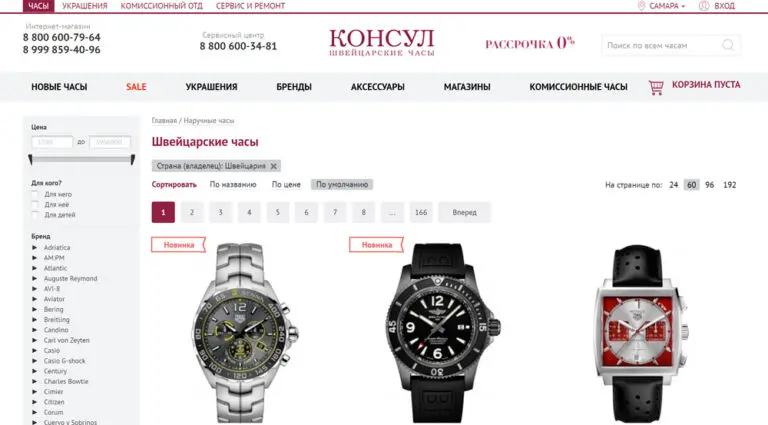 ЧАСЫ УКРАШЕНИЯ КОМИССИОННЫЙ ОТД СЕРВИС И РЕМОНТ САМАРА ВХОД
Интернет-магазин
8 800 600-79-64
8 999 859-40-96
Сервисный центр
8 800 600-34-81
КОНСУЛ
ШВЕЙЦАРСКИЕ ЧАСЫ
РАССРОЧКА 0%
Поиск по всем часам
НОВЫЕ ЧАСЫ SALE УКРАШЕНИЯ БРЕНДЫ АКСЕССУАРЫ МАГАЗИНЫ КОМИССИОННЫЕ ЧАСЫ КОРЗИНА ПУСТА
Цена
до
Для кого?
Для него
Для неё
Для детей
Бренд
Adriatica
AM:PM
Atlantic
Auguste Reymond
AVI-8
Aviator
Bering
Breitling
Candino
Carl von Zeyten
Casio
Casio G-shock
Century
Charles Bowtie
Cimier
Citizen
Corum
Cuervo y Sobrinos
Главная / Наручные часы
Швейцарские часы
Страна (владелец): Швейцария
Сортировать По названию По цене По умолчанию На странице по: 24 60 96 192
1 2 3 4 5 6 7 8 ... 166 Вперед
Новинка
Новинка